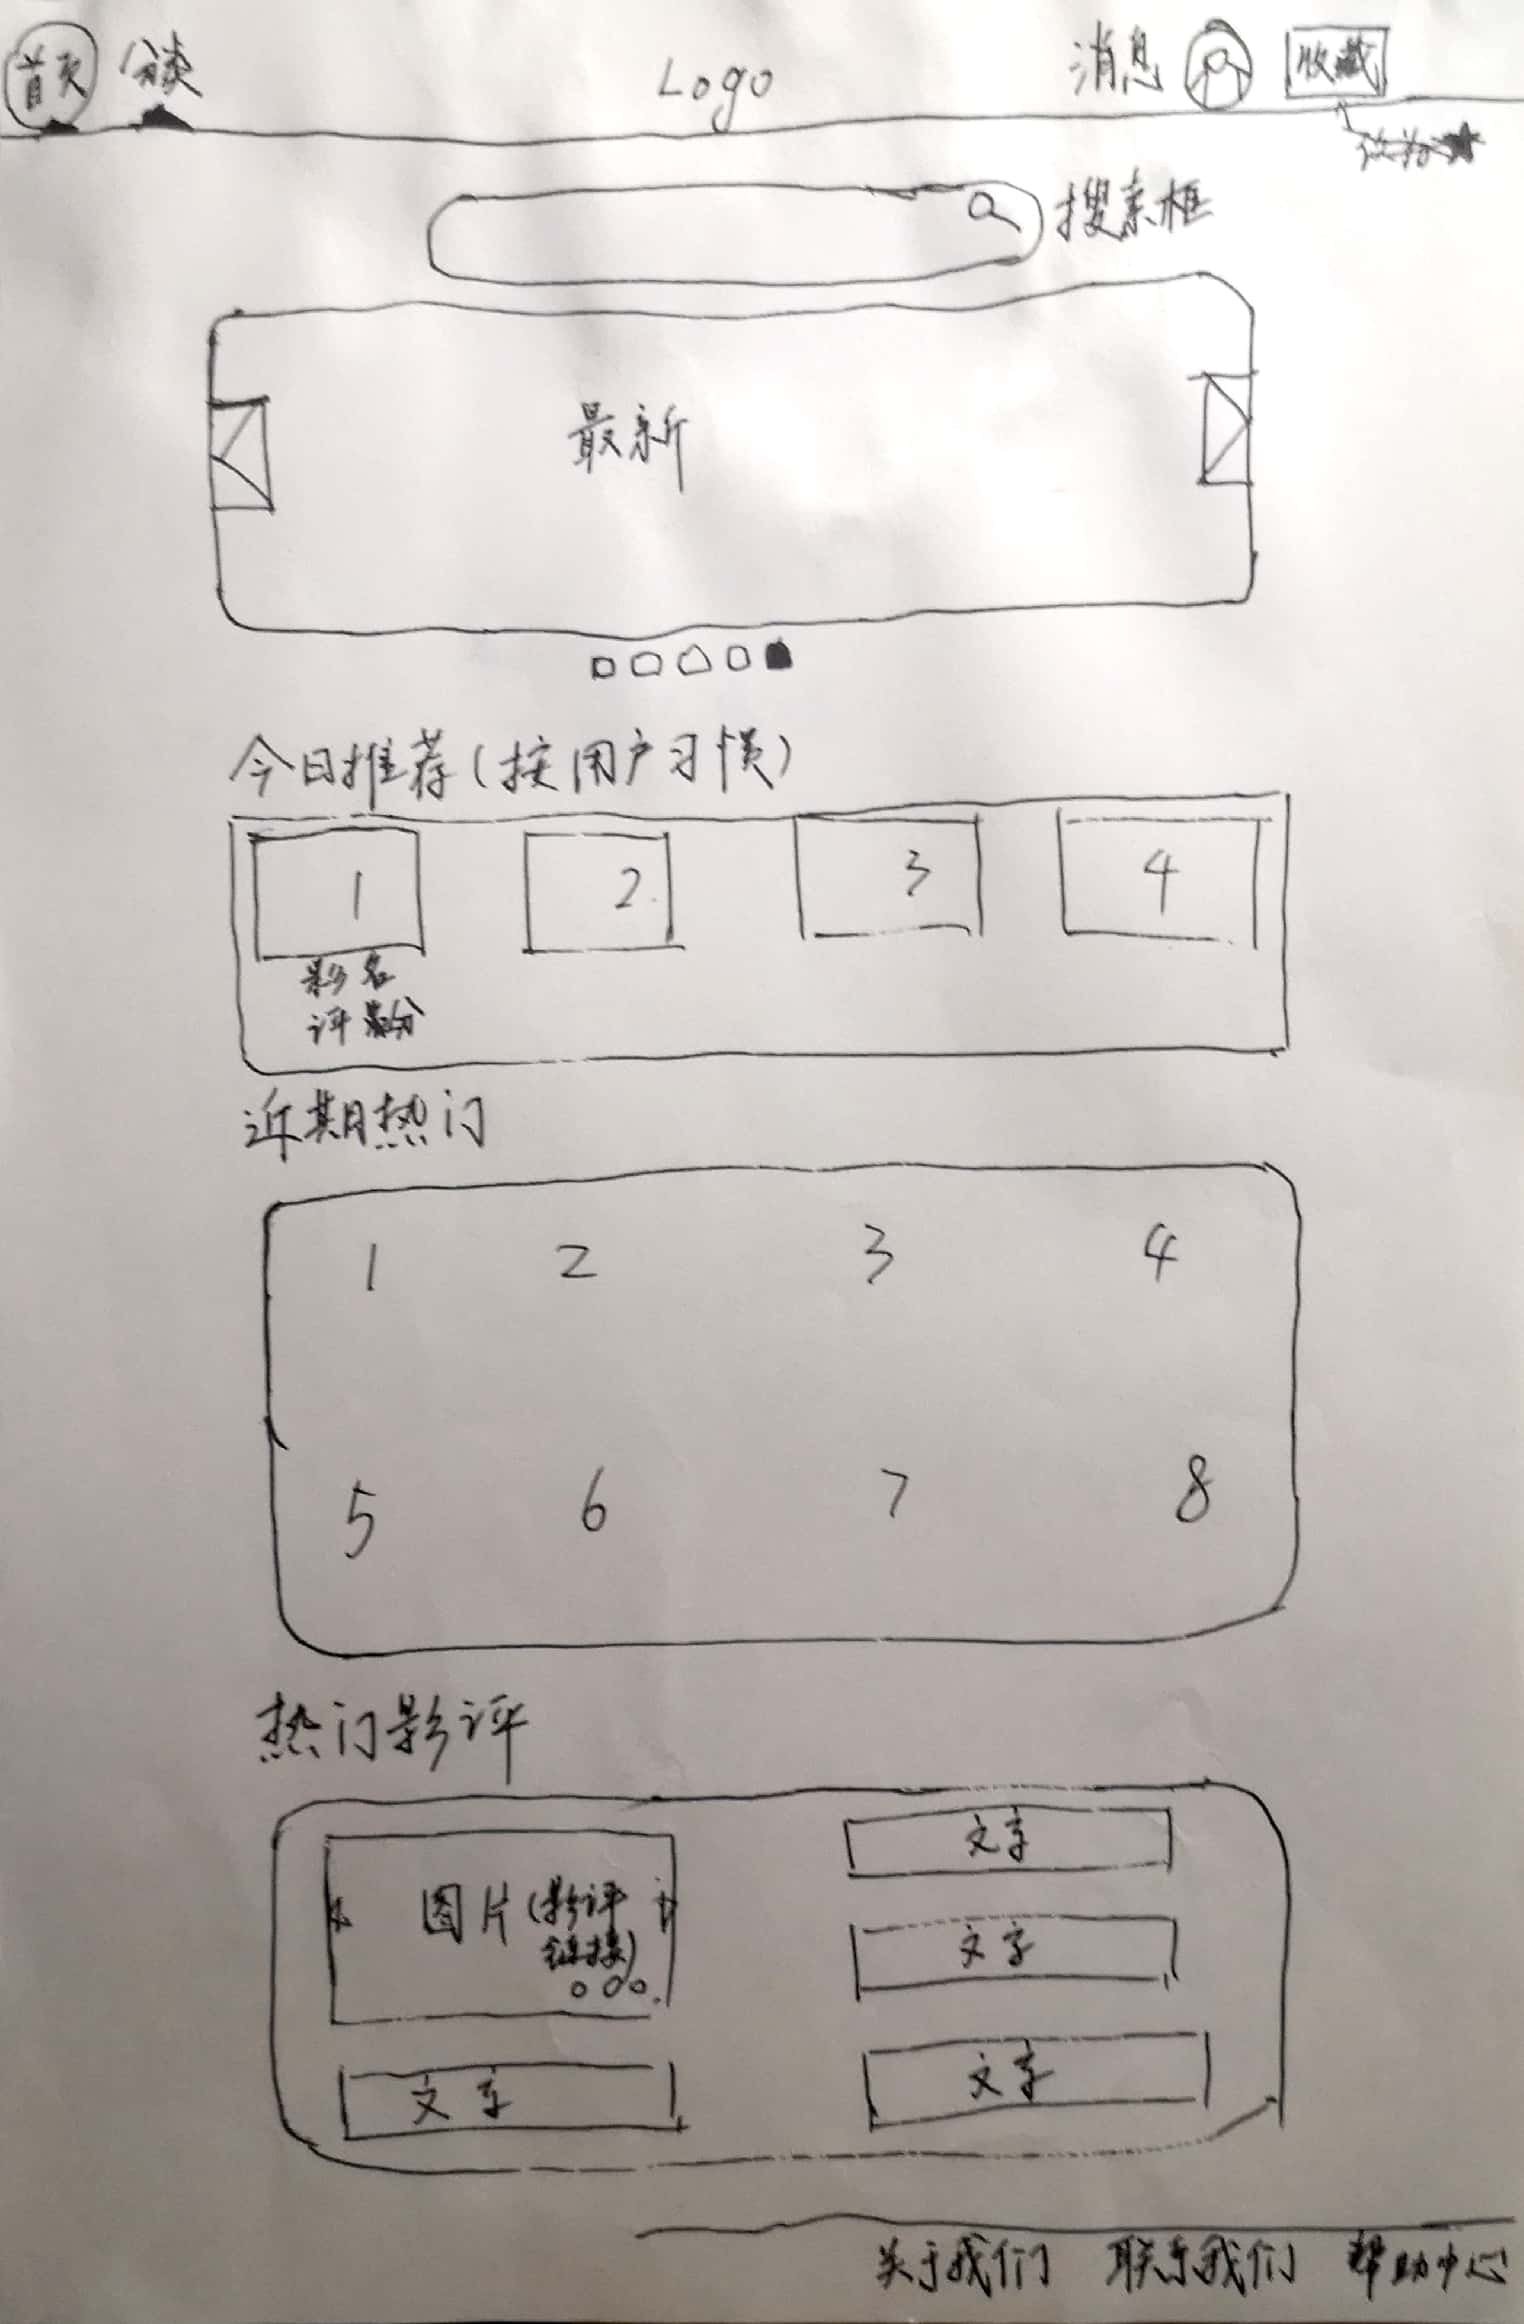 首页 分类 Logo 消息 收藏
搜索框
最新
今日推荐(按用户习惯)
1 2 3 4
影名
评分
近期热门
1 2 3 4
5 6 7 8
热门影评
图片(影评
链接)
文字
文字
文字
文字
关于我们 联系我们 帮助中心